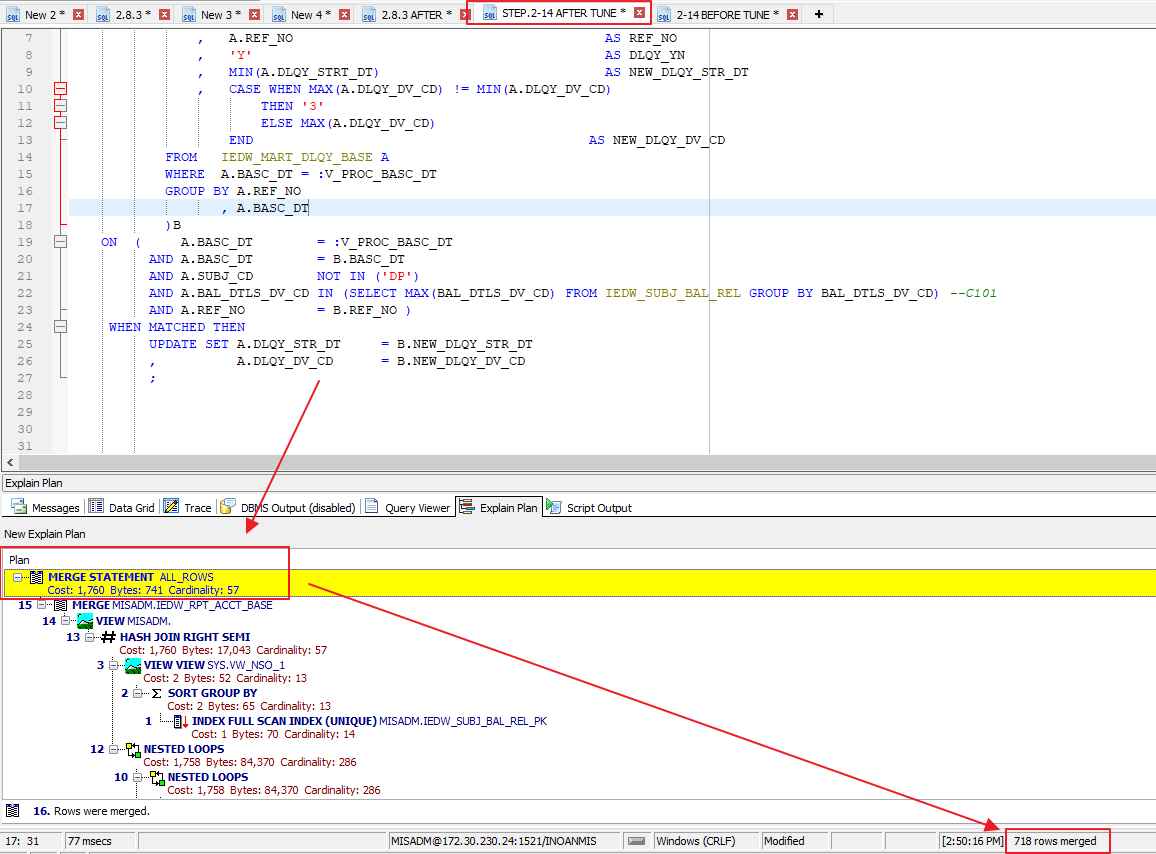 New 2 * 2.8.3 * New 3 * New 4 * 2.8.3 AFTER * STEP.2-14 AFTER TUNE * 2-14 BEFORE TUNE * +
7 , A.REF_NO AS REF_NO
8 , 'Y' AS DLQY_YN
9 , MIN(A.DLQY_STRT_DT) AS NEW_DLQY_STR_DT
10 , CASE WHEN MAX(A.DLQY_DV_CD) != MIN(A.DLQY_DV_CD)
11 THEN '3'
12 ELSE MAX(A.DLQY_DV_CD)
13 END AS NEW_DLQY_DV_CD
14 FROM IEDW_MART_DLQY_BASE A
15 WHERE A.BASC_DT = :V_PROC_BASC_DT
16 GROUP BY A.REF_NO
17 , A.BASC_DT
18 )B
19 ON ( A.BASC_DT = :V_PROC_BASC_DT
20 AND A.BASC_DT = B.BASC_DT
21 AND A.SUBJ_CD NOT IN ('DP')
22 AND A.BAL_DTLS_DV_CD IN (SELECT MAX(BAL_DTLS_DV_CD) FROM IEDW_SUBJ_BAL_REL GROUP BY BAL_DTLS_DV_CD) --C101
23 AND A.REF_NO = B.REF_NO )
24 WHEN MATCHED THEN
25 UPDATE SET A.DLQY_STR_DT = B.NEW_DLQY_STR_DT
26 , A.DLQY_DV_CD = B.NEW_DLQY_DV_CD
27 ;
28
29
30
31
Explain Plan
Messages Data Grid Trace DBMS Output (disabled) Query Viewer Explain Plan Script Output
New Explain Plan
Plan
MERGE STATEMENT ALL_ROWS
Cost: 1,760 Bytes: 741 Cardinality: 57
15 MERGE MISADM.IEDW_RPT_ACCT_BASE
14 VIEW MISADM.
13 HASH JOIN RIGHT SEMI
Cost: 1,760 Bytes: 17,043 Cardinality: 57
3 VIEW VIEW SYS.VW_NSO_1
Cost: 2 Bytes: 52 Cardinality: 13
2 SORT GROUP BY
Cost: 2 Bytes: 65 Cardinality: 13
1 INDEX FULL SCAN INDEX (UNIQUE) MISADM.IEDW_SUBJ_BAL_REL_PK
Cost: 1 Bytes: 70 Cardinality: 14
12 NESTED LOOPS
Cost: 1,758 Bytes: 84,370 Cardinality: 286
10 NESTED LOOPS
Cost: 1,758 Bytes: 84,370 Cardinality: 286
16. Rows were merged.
17: 31 77 msecs MISADM@172.30.230.24:1521/INOANMIS Windows (CRLF) Modified [2:50:16 PM] 718 rows merged